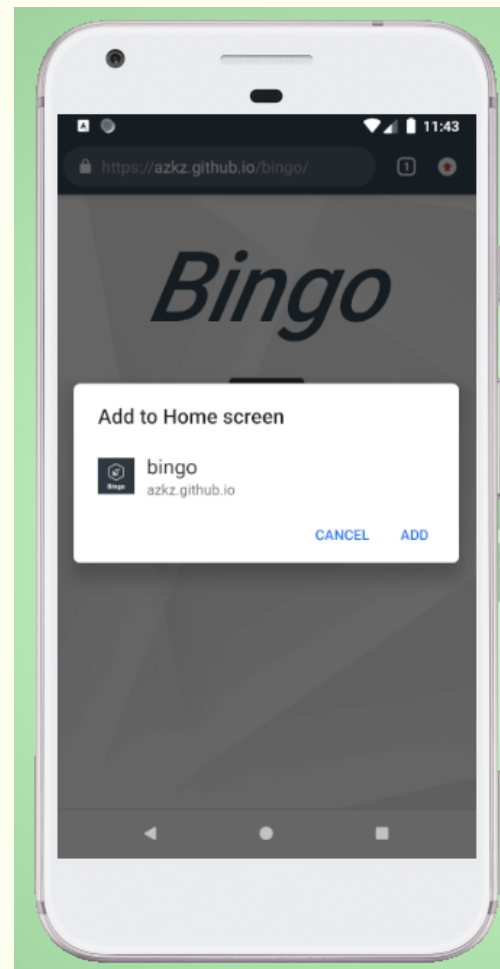 A
11:43
https://azkz.github.io/bingo/
1
Bingo
Add to Home screen
bingo
Bingo
azkz.github.io
CANCEL ADD